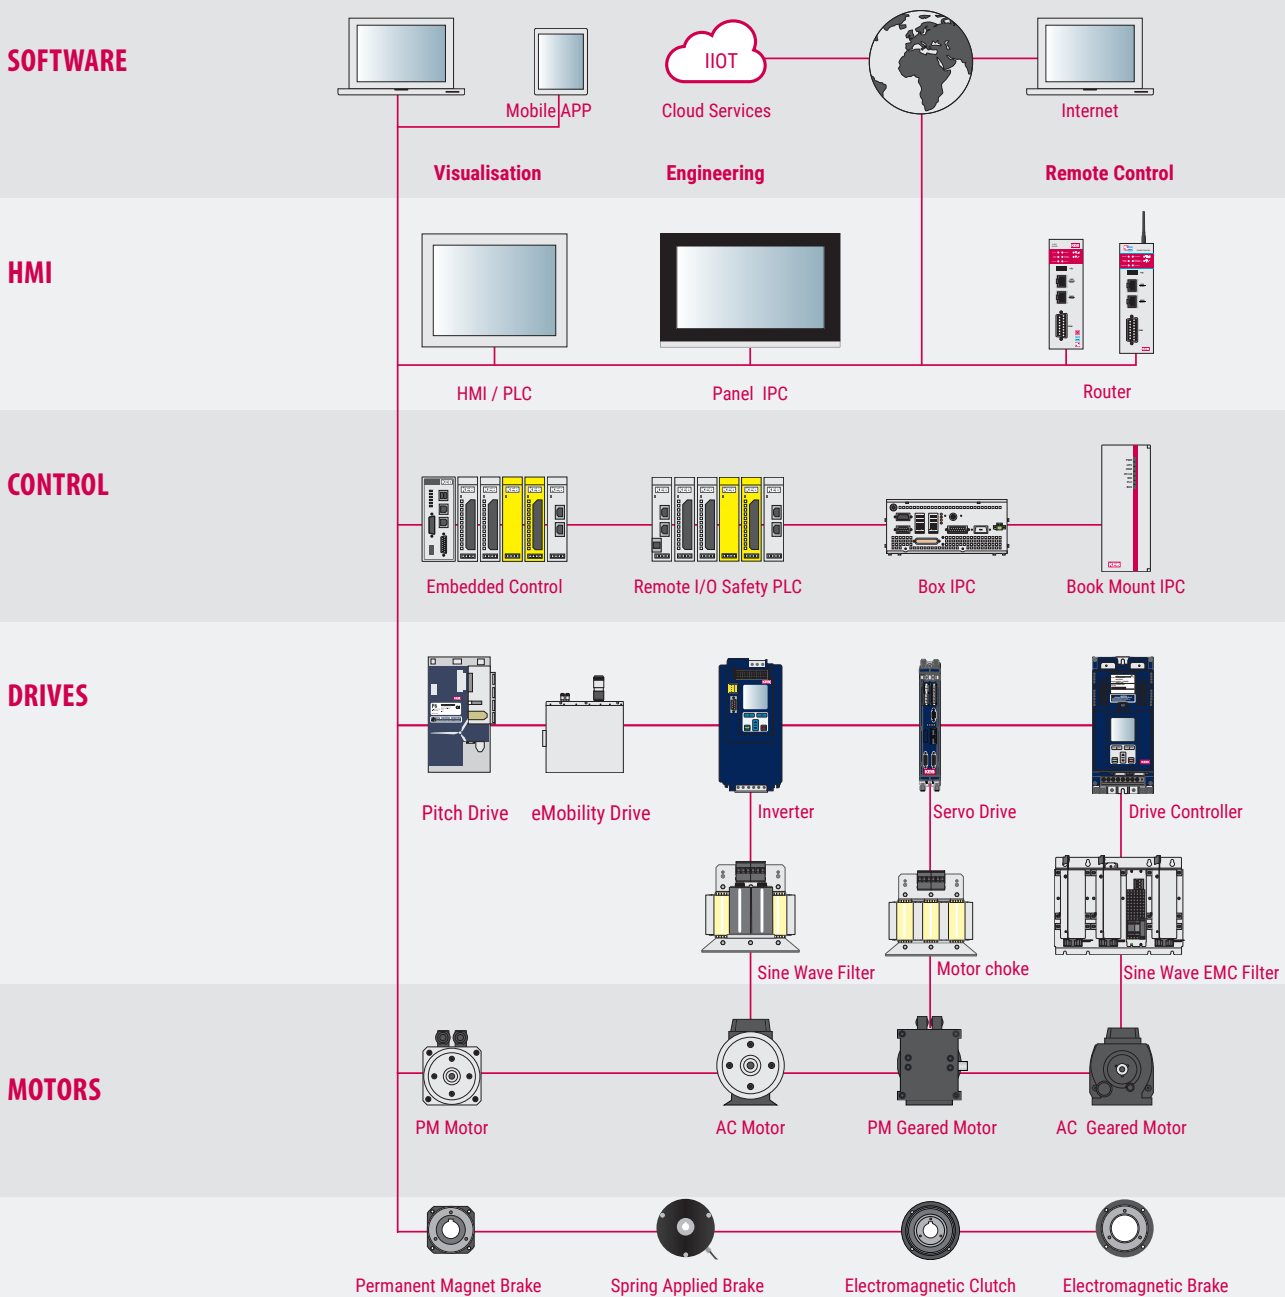 SOFTWARE
IIOT
Mobile APP
Cloud Services
Internet
Visualisation
Engineering
Remote Control
HMI
HMI / PLC
Panel IPC
Router
CONTROL
Embedded Control
Remote I/O Safety PLC
Box IPC
Book Mount IPC
DRIVES
Pitch Drive
eMobility Drive
Inverter
Servo Drive
Drive Controller
Sine Wave Filter
Motor choke
Sine Wave EMC Filter
MOTORS
PM Motor
AC Motor
PM Geared Motor
AC Geared Motor
Permanent Magnet Brake
Spring Applied Brake
Electromagnetic Clutch
Electromagnetic Brake